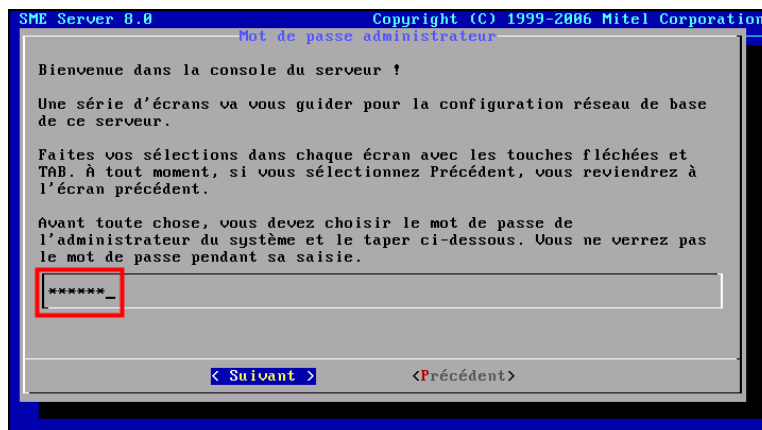 SME Server 8.0 Copyright (C) 1999-2006 Mitel Corporation
Mot de passe administrateur
Bienvenue dans la console du serveur !
Une série d'écrans va vous guider pour la configuration réseau de base
de ce serveur.
Faites vos sélections dans chaque écran avec les touches fléchées et
TAB. À tout moment, si vous sélectionnez Précédent, vous reviendrez à
l'écran précédent.
Avant toute chose, vous devez choisir le mot de passe de
l'administrateur du système et le taper ci-dessous. Vous ne verrez pas
le mot de passe pendant sa saisie.
******_
< Suivant > <Précédent>